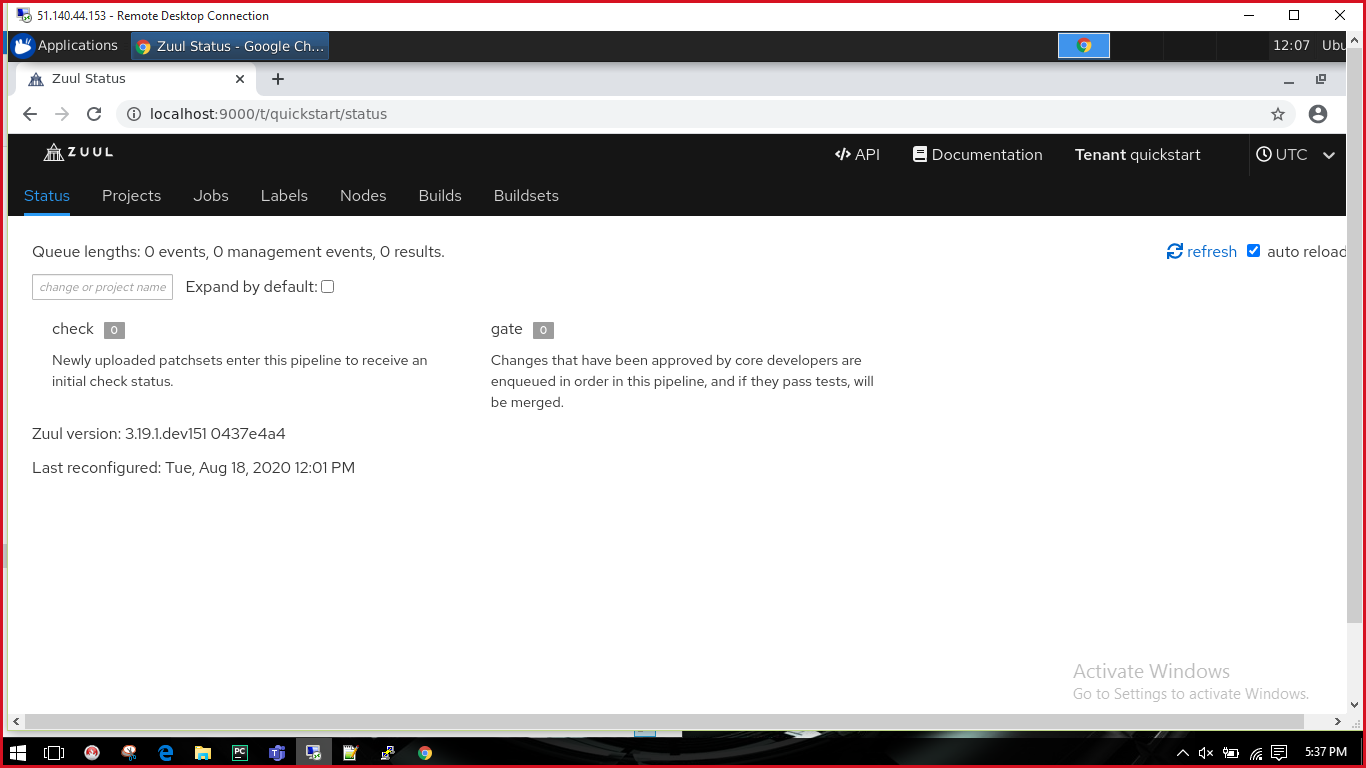 51.140.44.153 - Remote Desktop Connection
Applications Zuul Status - Google Ch... 12:07 Ubu
Zuul Status
localhost:9000/t/quickstart/status
ZUUL </> API Documentation Tenant quickstart UTC
Status Projects Jobs Labels Nodes Builds Buildsets
Queue lengths: 0 events, 0 management events, 0 results. refresh auto reload
change or project name Expand by default:
check 0 gate 0
Newly uploaded patchsets enter this pipeline to receive an
initial check status.
Changes that have been approved by core developers are
enqueued in order in this pipeline, and if they pass tests, will
be merged.
Zuul version: 3.19.1.dev151 0437e4a4
Last reconfigured: Tue, Aug 18, 2020 12:01 PM
Activate Windows
Go to Settings to activate Windows.
PC 5:37 PM